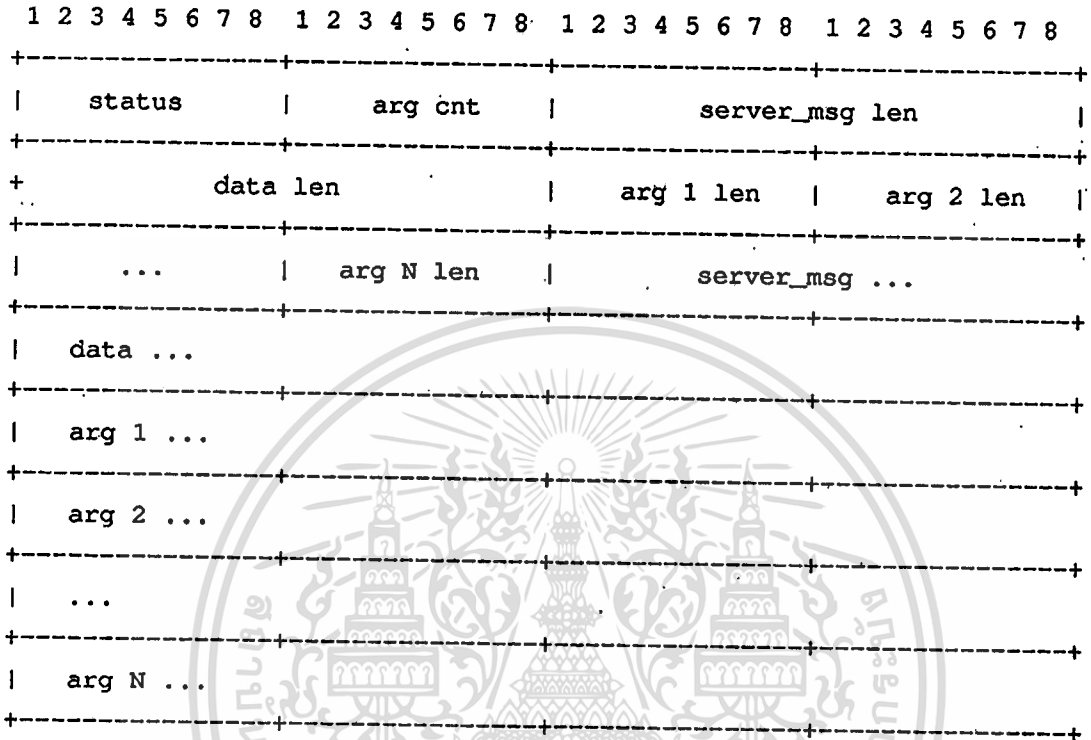 1 2 3 4 5 6 7 8 1 2 3 4 5 6 7 8 1 2 3 4 5 6 7 8 1 2 3 4 5 6 7 8
+----------------+----------------+----------------+----------------+
| status | arg cnt | server_msg len |
+----------------+----------------+----------------+----------------+
+ data len | arg 1 len | arg 2 len |
+----------------+----------------+----------------+----------------+
| ... | arg N len | server_msg ...
+----------------+----------------+----------------+----------------+
| data ...
+----------------+----------------+----------------+----------------+
| arg 1 ...
+----------------+----------------+----------------+----------------+
| arg 2 ...
+----------------+----------------+----------------+----------------+
| ...
+----------------+----------------+----------------+----------------+
| arg N ...
+----------------+----------------+----------------+----------------+